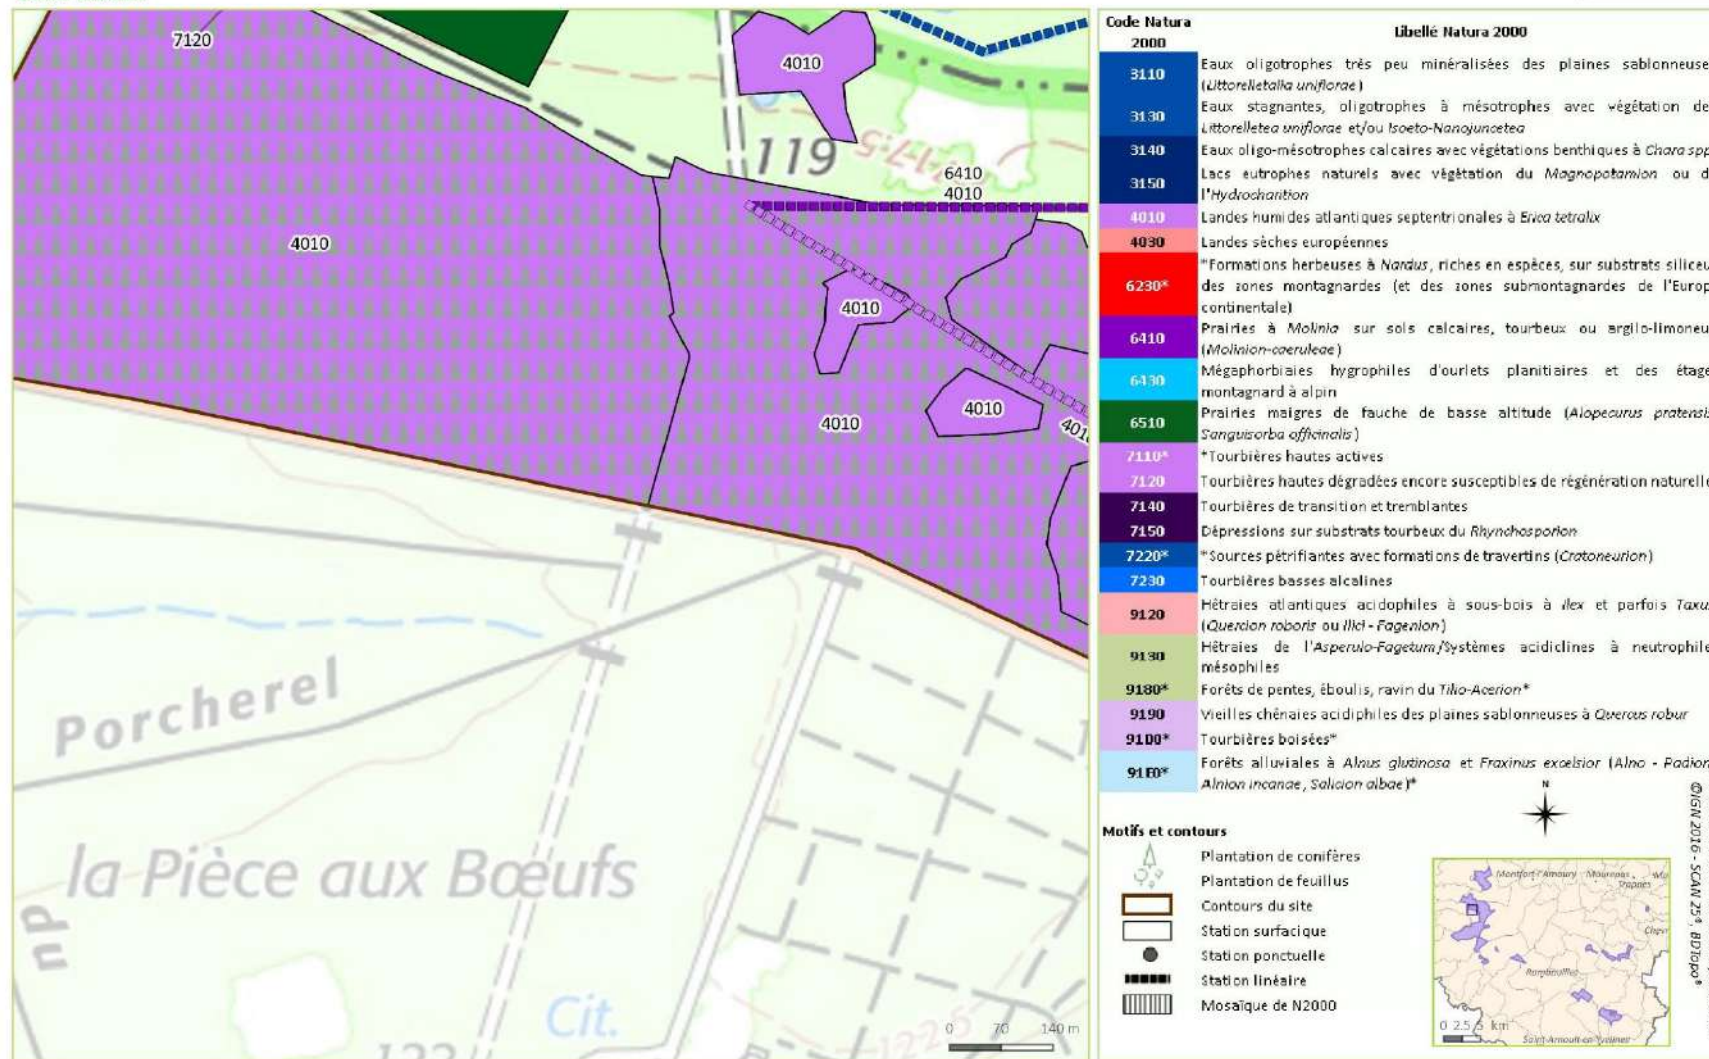 7120
4010
119
6410
4010
4010
4010
4010
4010
4010
Porcherel
la Pièce aux Bœufs
du
Cit.
0 70 140 m
Code Natura 2000
Libellé Natura 2000
3110
Eaux oligotrophes très peu minéralisées des plaines sablonneuse
(Littorelletalia uniflorae)
3130
Eaux stagnantes, oligotrophes à mésotrophes avec végétation de
Littorelletea uniflorae et/ou Isoeto-Nanojuncetea
3140
Eaux oligo-mésotrophes calcaires avec végétations benthiques à Chara spp
3150
Lacs eutrophes naturels avec végétation du Magnopotamion ou d
l'Hydrocharition
4010
Landes humides atlantiques septentrionales à Erica tetralix
4030
Landes sèches européennes
6230*
*Formations herbeuses à Nardus, riches en espèces, sur substrats siliceu
des zones montagnardes (et des zones submontagnardes de l'Europ
continentale)
6410
Prairies à Molinia sur sols calcaires, tourbeux ou argilo-limoneu
(Molinion-caeruleae)
6430
Mégaphorbiaies hygrophiles d'ourlets planitiaires et des étage
montagnard à alpin
6510
Prairies maigres de fauche de basse altitude (Alopecurus pratensis
Sanguisorba officinalis)
7110*
*Tourbières hautes actives
7120
Tourbières hautes dégradées encore susceptibles de régénération naturelle
7140
Tourbières de transition et tremblantes
7150
Dépressions sur substrats tourbeux du Rhynchosporion
7220*
*Sources pétrifiantes avec formations de travertins (Cratoneurion)
7230
Tourbières basses alcalines
9120
Hêtraies atlantiques acidophiles à sous-bois à Ilex et parfois Taxu
(Quercion roboris ou Ilici - Fagenion)
9130
Hêtraies de l'Asperulo-Fagetum/Systèmes acidiclines à neutrophile
mésophiles
9180*
Forêts de pentes, éboulis, ravin du Tilio-Acerion*
9190
Vieilles chênaies acidiphiles des plaines sablonneuses à Quercus robur
91D0*
Tourbières boisées*
91E0*
Forêts alluviales à Alnus glutinosa et Fraxinus excelsior (Alno - Padion
Alnion incanae, Salicion albae)*
N
Motifs et contours
Plantation de conifères
Plantation de feuillus
Contours du site
Station surfacique
Station ponctuelle
Station linéaire
Mosaïque de N2000
Montfort-l'Amaury
Maurepas
Trappes
Rambouillet
0 2.5 5 km
Saint-Arnoult-en-Yvelines
©IGN 2016 - SCAN 25®, BDTopo®